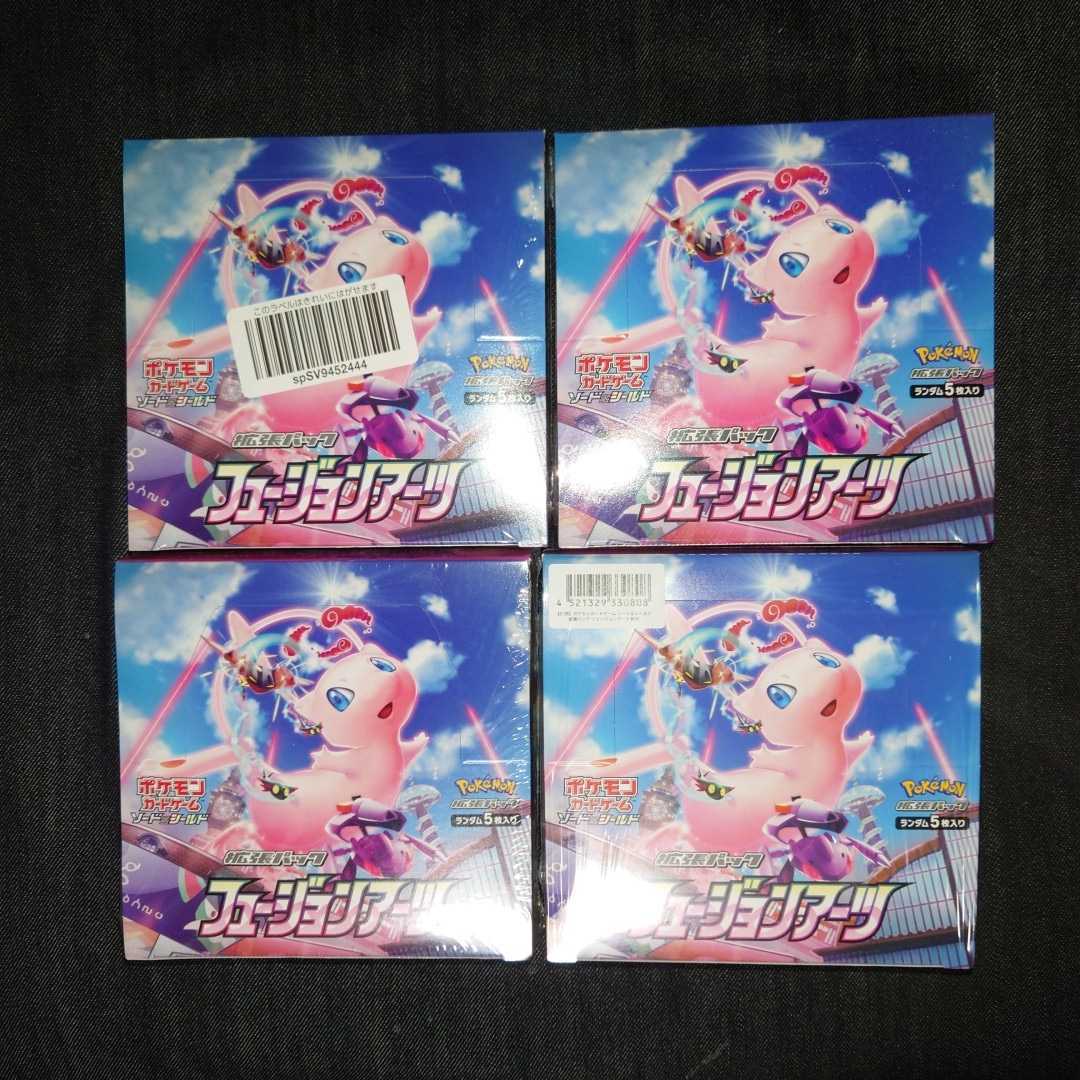 このラベルはきれいにはがせます
spSV9452444
ポケモン
カードゲーム
ソード&シールド
Pokémon
拡張パック
ランダム5枚入り
拡張パック
フュージョンアーツ
ポケモン
カードゲーム
ソード&シールド
Pokémon
拡張パック
ランダム5枚入り
拡張パック
フュージョンアーツ
ポケモン
カードゲーム
ソード&シールド
Pokémon
拡張パック
ランダム5枚入り
拡張パック
フュージョンアーツ
4 521329 330808
ポケモン
カードゲーム
ソード&シールド
Pokémon
拡張パック
ランダム5枚入り
拡張パック
フュージョンアーツ